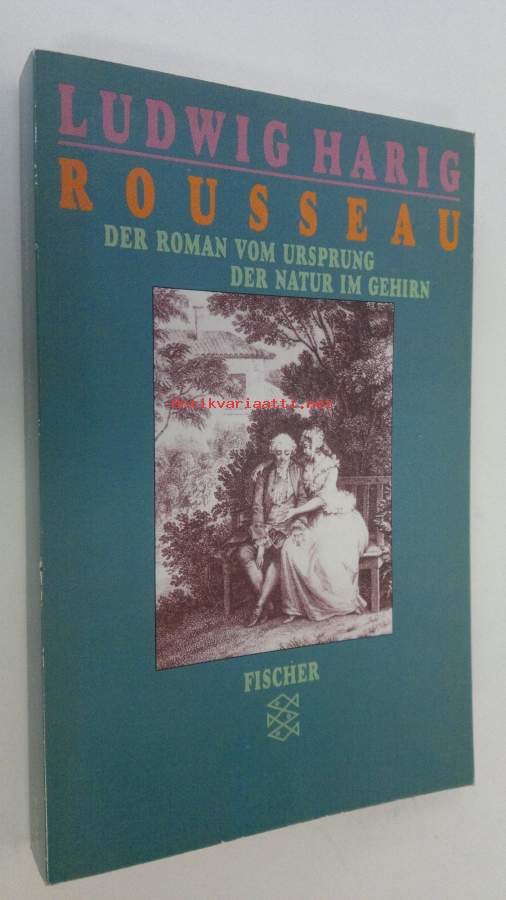 LUDWIG HARIG
ROUSSEAU
DER ROMAN VOM URSPRUNG
DER NATUR IM GEHIRN
antikvariaatti.net
FISCHER